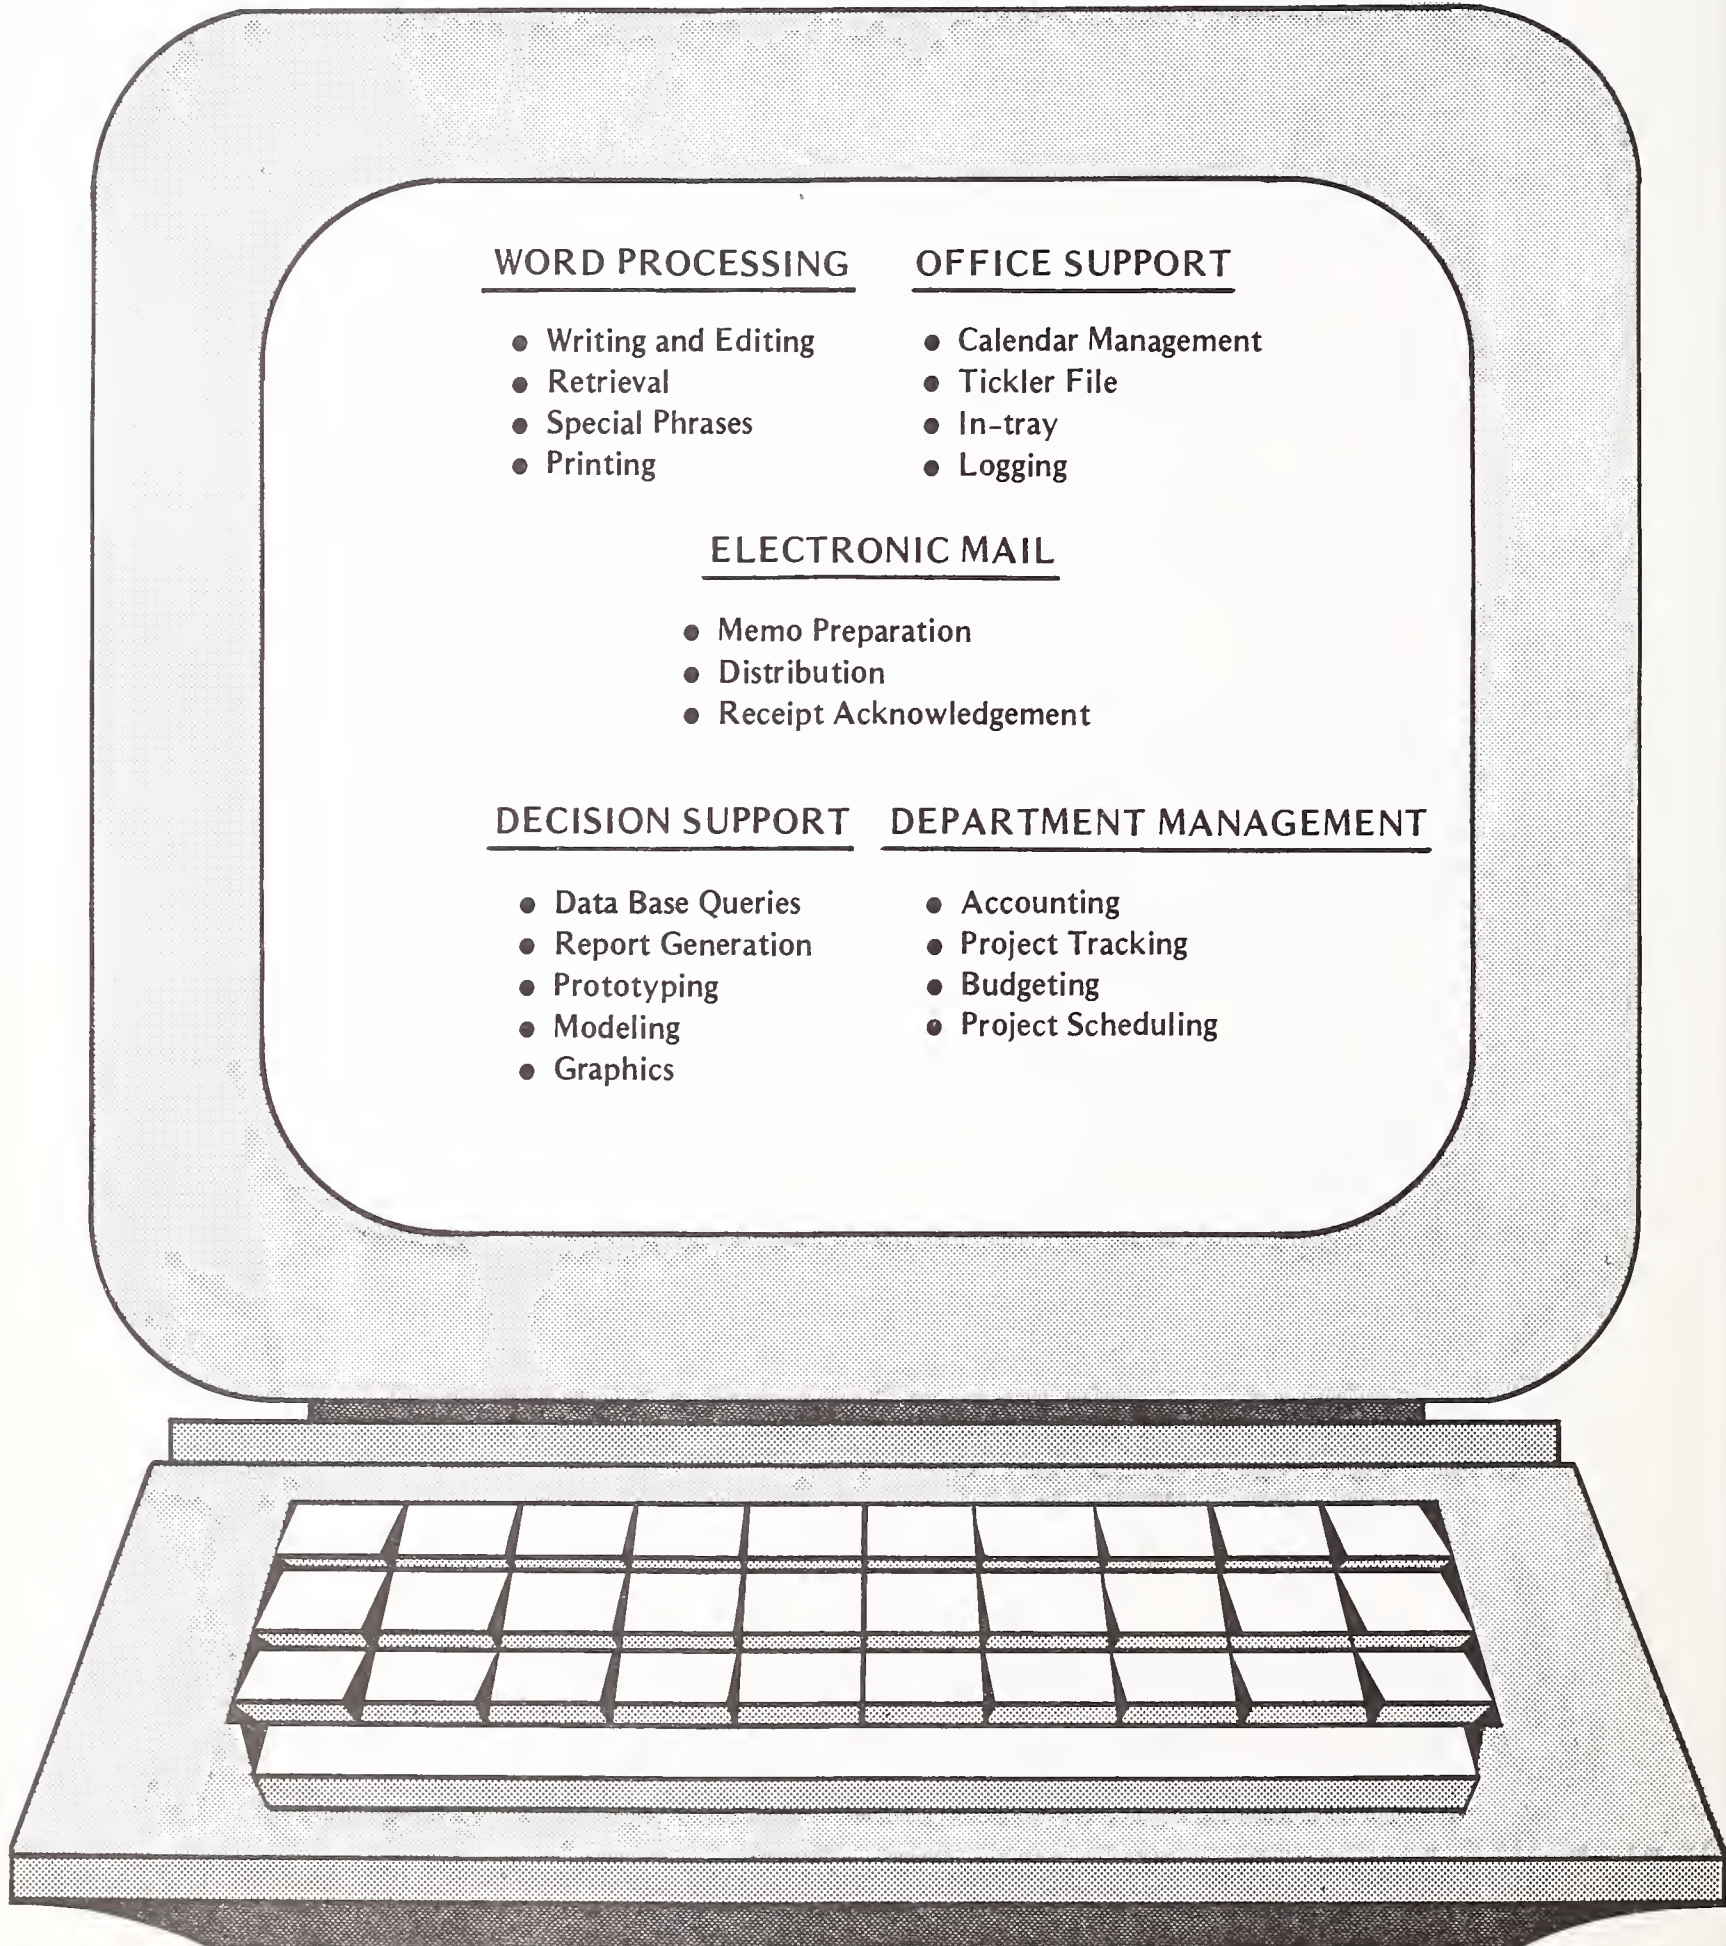 WORD PROCESSING
• Writing and Editing
• Retrieval
• Special Phrases
• Printing
OFFICE SUPPORT
• Calendar Management
• Tickler File
• In-tray
• Logging
ELECTRONIC MAIL
• Memo Preparation
• Distribution
• Receipt Acknowledgement
DECISION SUPPORT
• Data Base Queries
• Report Generation
• Prototyping
• Modeling
• Graphics
DEPARTMENT MANAGEMENT
• Accounting
• Project Tracking
• Budgeting
• Project Scheduling